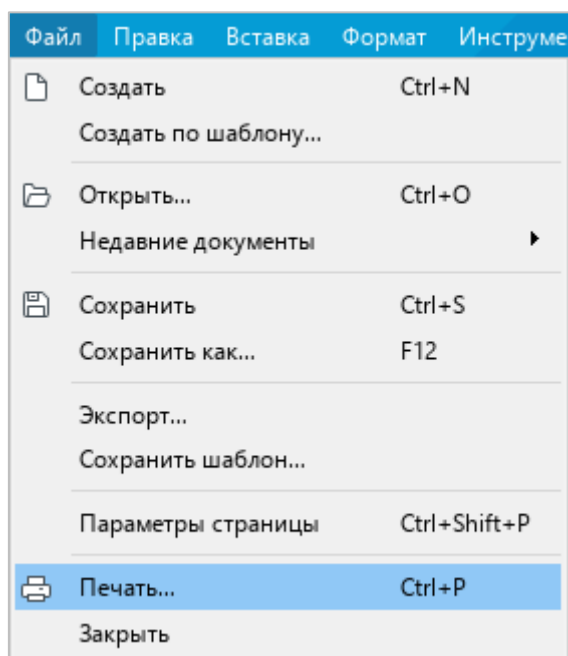 Файл Правка Вставка Формат Инструме
Создать Ctrl+N
Создать по шаблону...
Открыть... Ctrl+O
Недавние документы
Сохранить Ctrl+S
Сохранить как... F12
Экспорт...
Сохранить шаблон...
Параметры страницы Ctrl+Shift+P
Печать... Ctrl+P
Закрыть